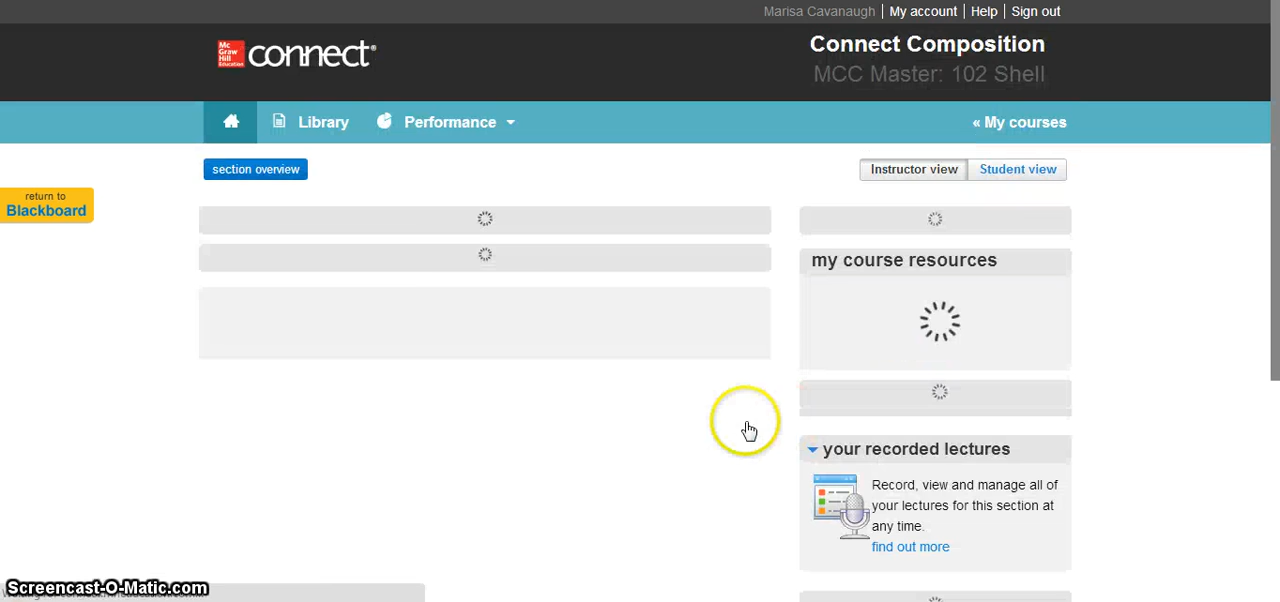 Marisa Cavanaugh My account Help Sign out
Mc Graw Hill Education connect®
Connect Composition
MCC Master: 102 Shell
Library Performance « My courses
section overview Instructor view Student view
return to
Blackboard
my course resources
your recorded lectures
Record, view and manage all of
your lectures for this section at
any time.
find out more
Screencast-O-Matic.com